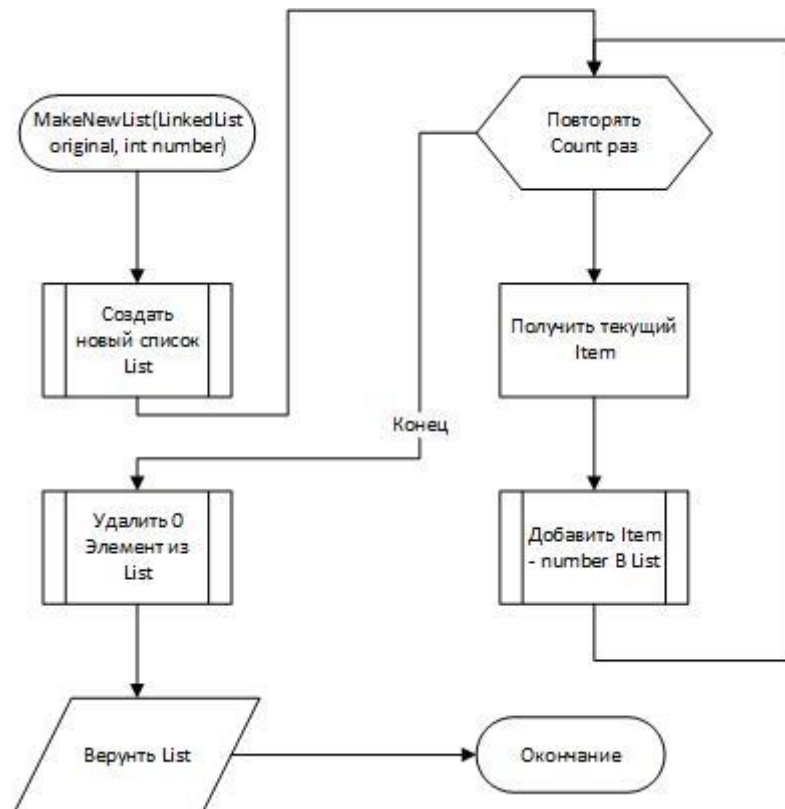 MakeNewList(LinkedList
original, int number)
Создать
новый список
List
Повторять
Count раз
Получить текущий
Item
Добавить Item
- number В List
Конец
Удалить 0
Элемент из
List
Верунть List
Окончание